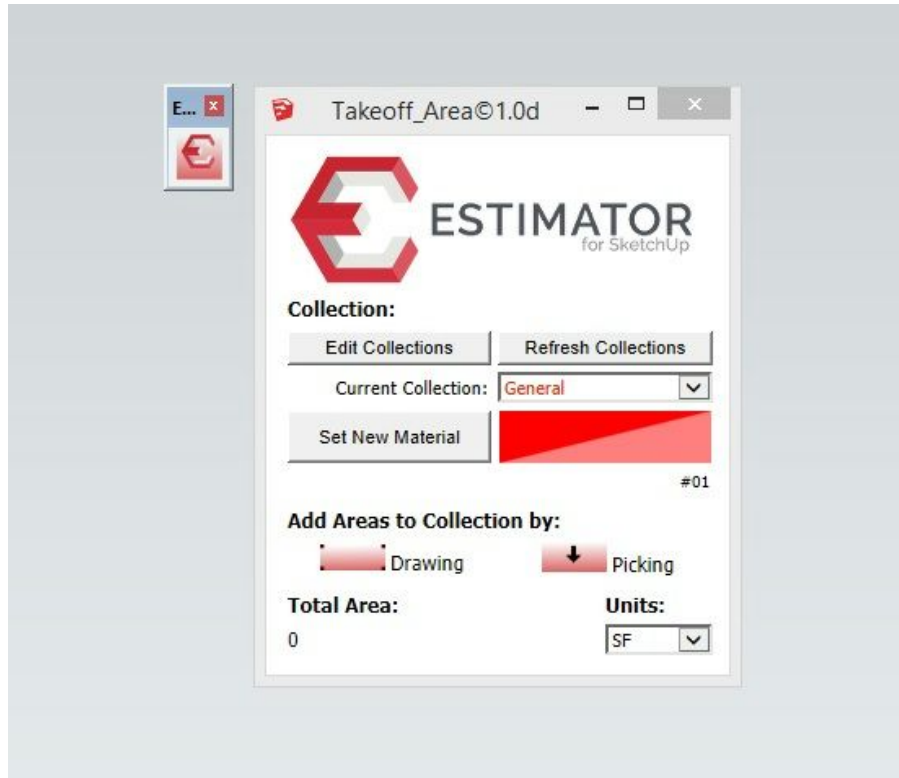 E...
Takeoff_Area©1.0d
ESTIMATOR
for SketchUp
Collection:
Edit Collections Refresh Collections
Current Collection: General
Set New Material
#01
Add Areas to Collection by:
Drawing Picking
Total Area: Units:
0 SF